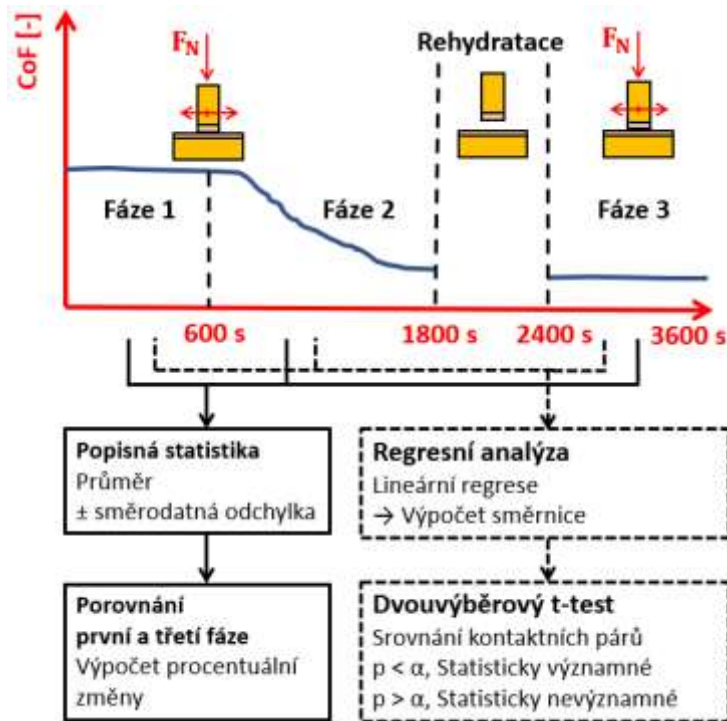 CoF [-]
F_N
Rehydratace
F_N
Fáze 1
Fáze 2
Fáze 3
600 s
1800 s
2400 s
3600 s
Popisná statistika
Průměr
± směrodatná odchylka
Regresní analýza
Lineární regrese
→ Výpočet směrnice
Porovnání
první a třetí fáze
Výpočet procentuální
změny
Dvouvýběrový t-test
Srovnání kontaktních párů
p < α, Statisticky významné
p > α, Statisticky nevýznamné